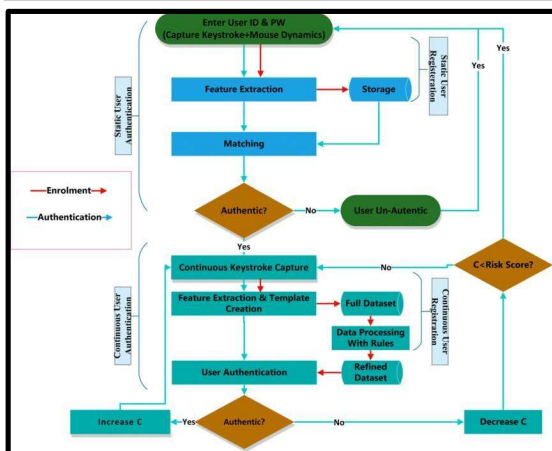 Enter User ID & PW
(Capture Keystroke+Mouse Dynamics)
Yes
Yes
Static User
Registeration
Static User
Authentication
Feature Extraction
Storage
Matching
Enrolment
Authentication
Authentic?
No
User Un-Autentic
Yes
C<Risk Score?
Continuous Keystroke Capture
No
Continuous User
Authentication
Continuous User
Registration
Feature Extraction & Template
Creation
Full Dataset
Data Processing
With Rules
User Authentication
Refined
Dataset
Increase C
Yes
Authentic?
No
Decrease C